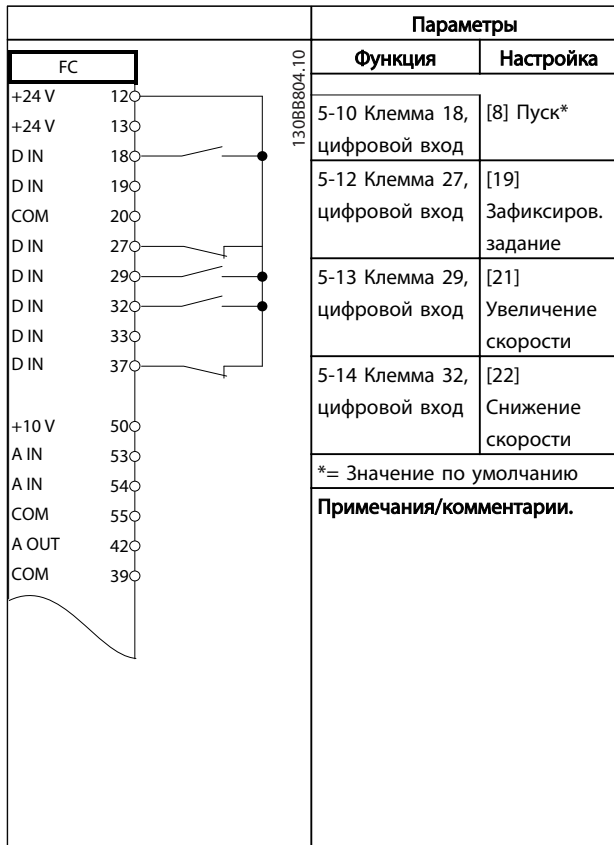 Параметры
FC
Функция Настройка
130BB804.10
+24 V 12
+24 V 13
D IN 18
D IN 19
COM 20
D IN 27
D IN 29
D IN 32
D IN 33
D IN 37
+10 V 50
A IN 53
A IN 54
COM 55
A OUT 42
COM 39
5-10 Клемма 18, [8] Пуск*
цифровой вход
5-12 Клемма 27, [19]
цифровой вход Зафиксиров.
задание
5-13 Клемма 29, [21]
цифровой вход Увеличение
скорости
5-14 Клемма 32, [22]
цифровой вход Снижение
скорости
*= Значение по умолчанию
Примечания/комментарии.